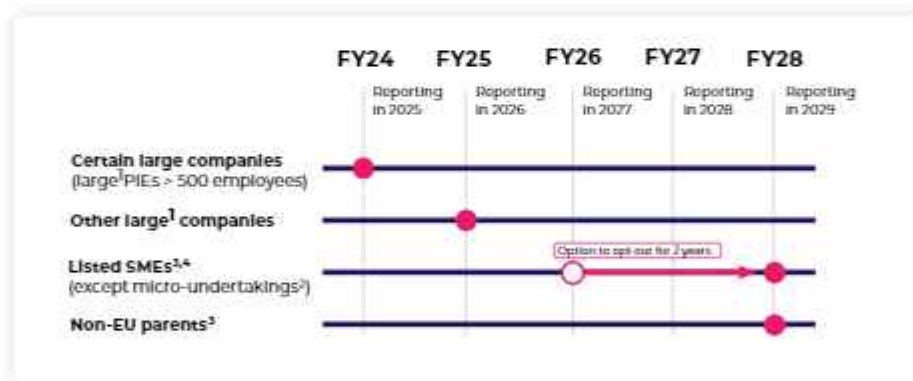 FY24 FY25 FY26 FY27 FY28
Reporting in 2025
Reporting in 2026
Reporting in 2027
Reporting in 2028
Reporting in 2029
Certain large companies
(large¹PIEs > 500 employees)
Other large¹ companies
Option to opt-out for 2 years
Listed SMEs³,⁴
(except micro-undertakings²)
Non-EU parents³